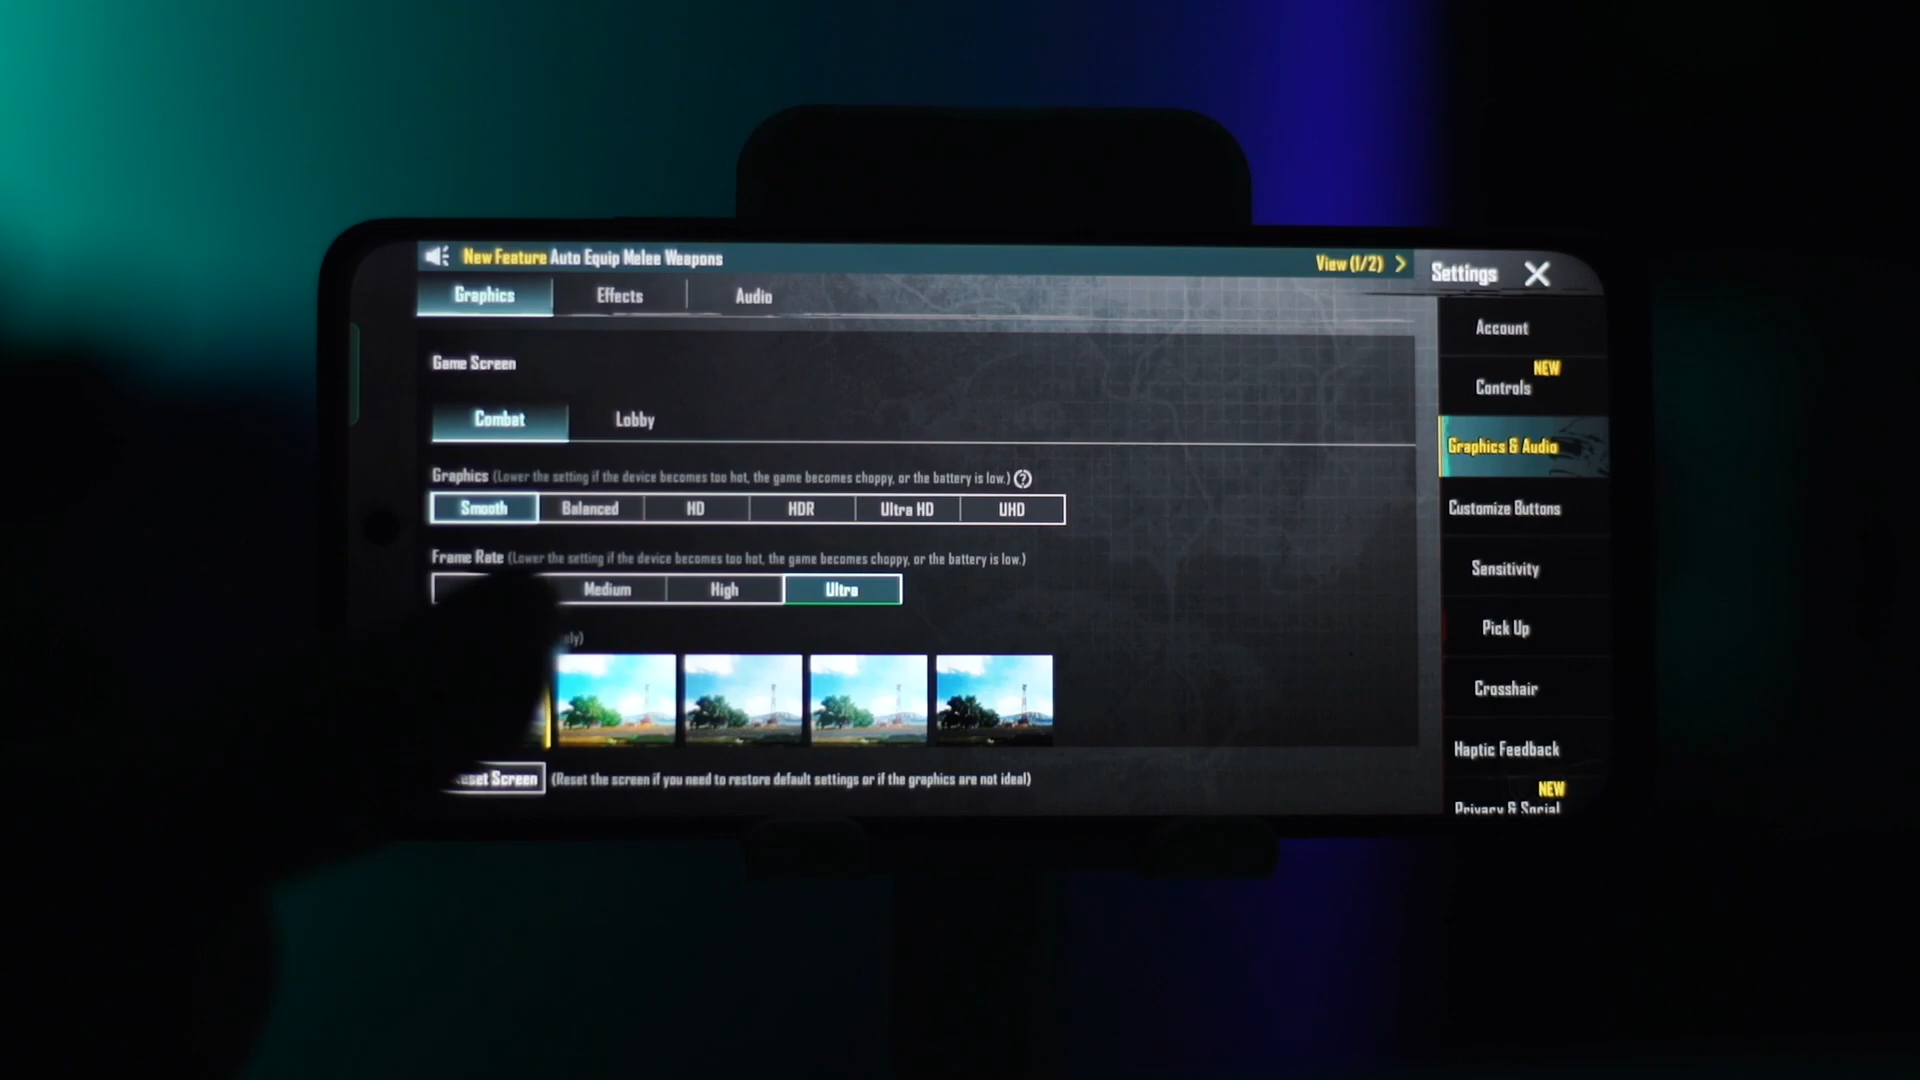 New Feature Auto Equip Melee Weapons
View (1/2)
Settings
Graphics
Effects
Audio
Account
Game Screen
NEW
Controls
Combat
Lobby
Graphics & Audio
Graphics (Lower the setting if the device becomes too hot, the game becomes choppy, or the battery is low.)
Smooth
Balanced
HD
HDR
Ultra HD
UHD
Customize Buttons
Frame Rate (Lower the setting if the device becomes too hot, the game becomes choppy, or the battery is low.)
Medium
High
Ultra
Sensitivity
Pick Up
Crosshair
Haptic Feedback
Screen (Reset the screen if you need to restore default settings or if the graphics are not ideal)
NEW
Privacy & Social